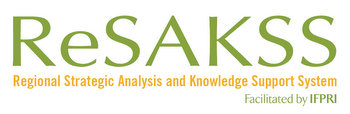 ReSAKSS
Regional Strategic Analysis and Knowledge Support System
Facilitated by IFPRI